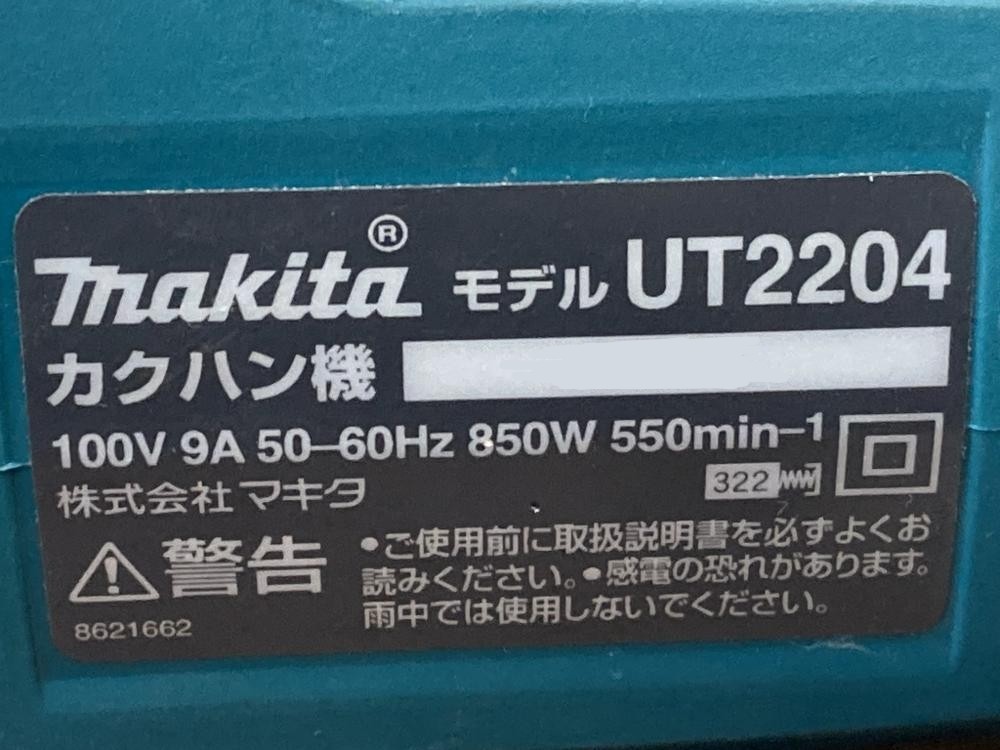 makita® モデル UT2204
カクハン機
100V 9A 50–60Hz 850W 550min–1
322
株式会社マキタ
警告
•ご使用前に取扱説明書を必ずよくお
読みください。•感電の恐れがあります。
雨中では使用しないでください。
8621662